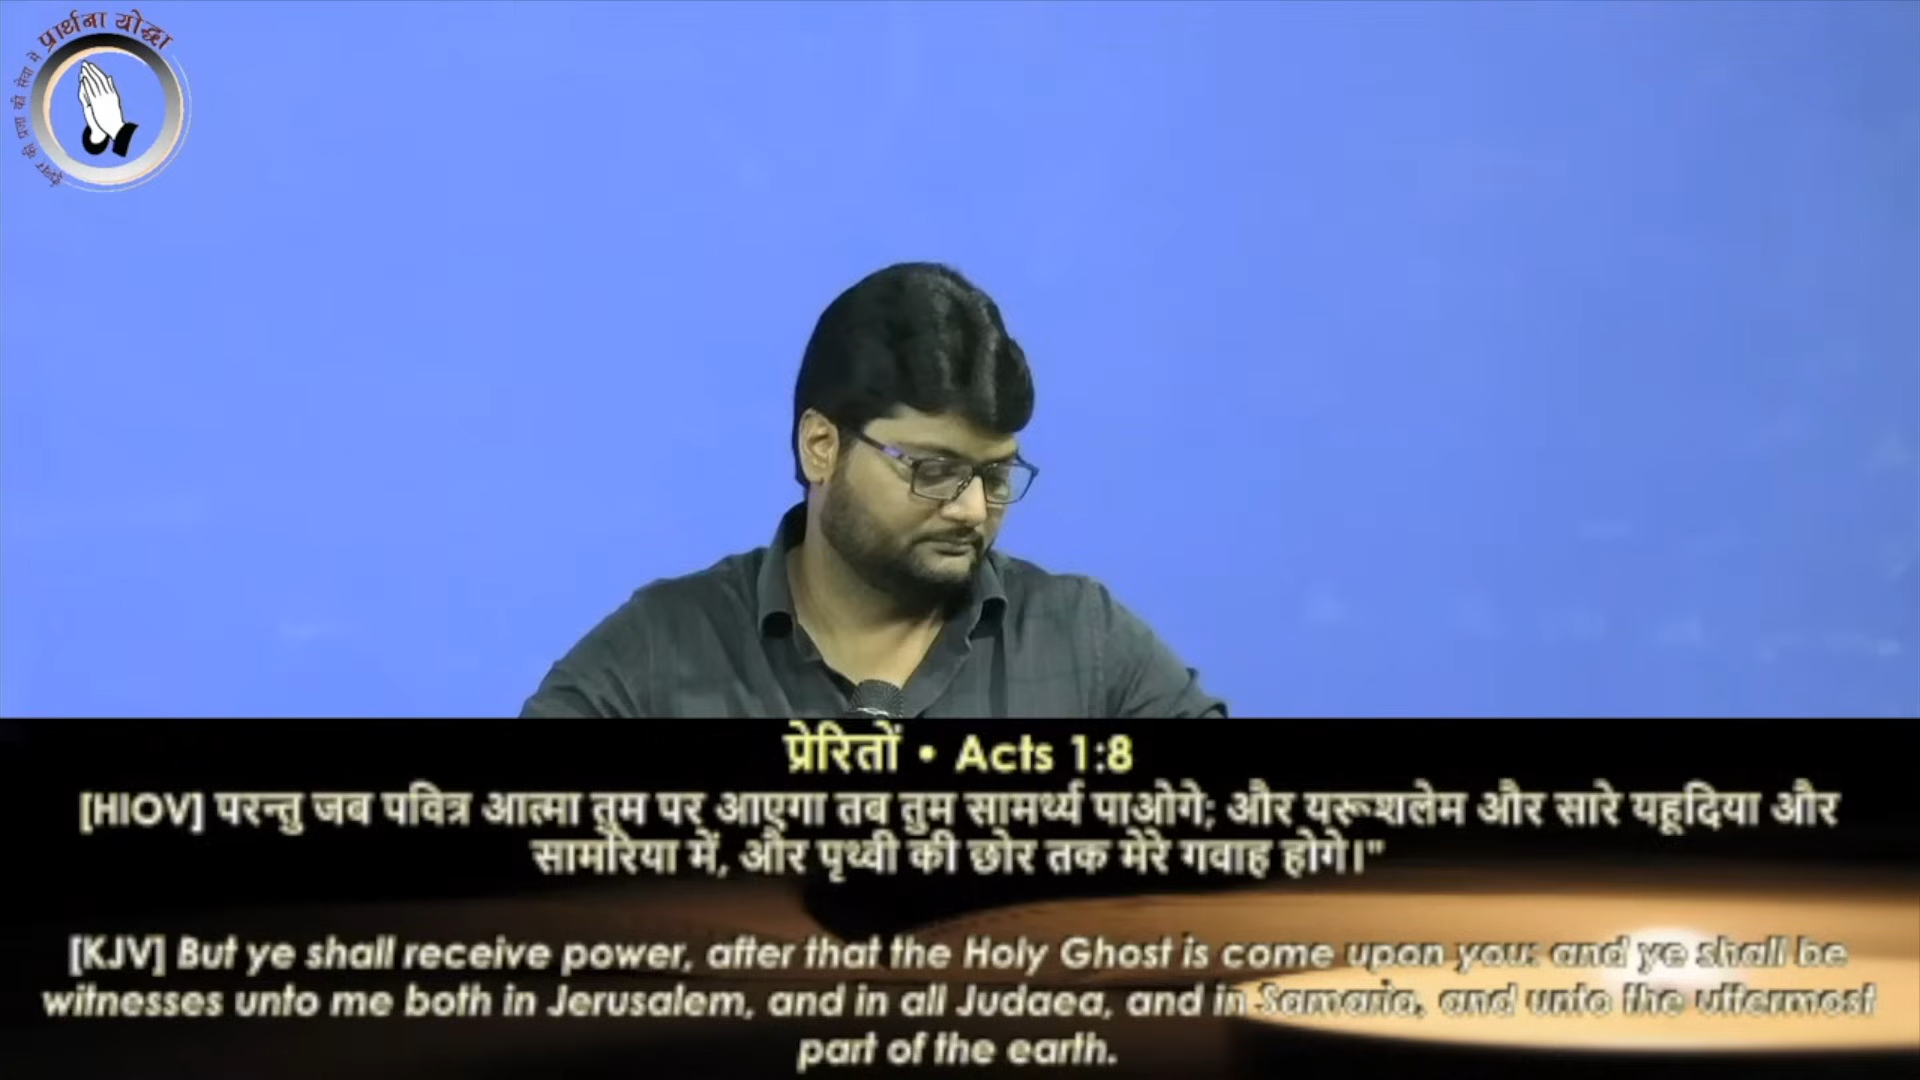 प्रार्थना योद्धा
ईश्वर की प्रजा की सेवा में
प्रेरितों • Acts 1:8
[HIOV] परन्तु जब पवित्र आत्मा तुम पर आएगा तब तुम सामर्थ्य पाओगे; और यरूशलेम और सारे यहूदिया और
सामरिया में, और पृथ्वी की छोर तक मेरे गवाह होगे।"
[KJV] But ye shall receive power, after that the Holy Ghost is come upon you: and ye shall be
witnesses unto me both in Jerusalem, and in all Judaea, and in Samaria, and unto the uttermost
part of the earth.